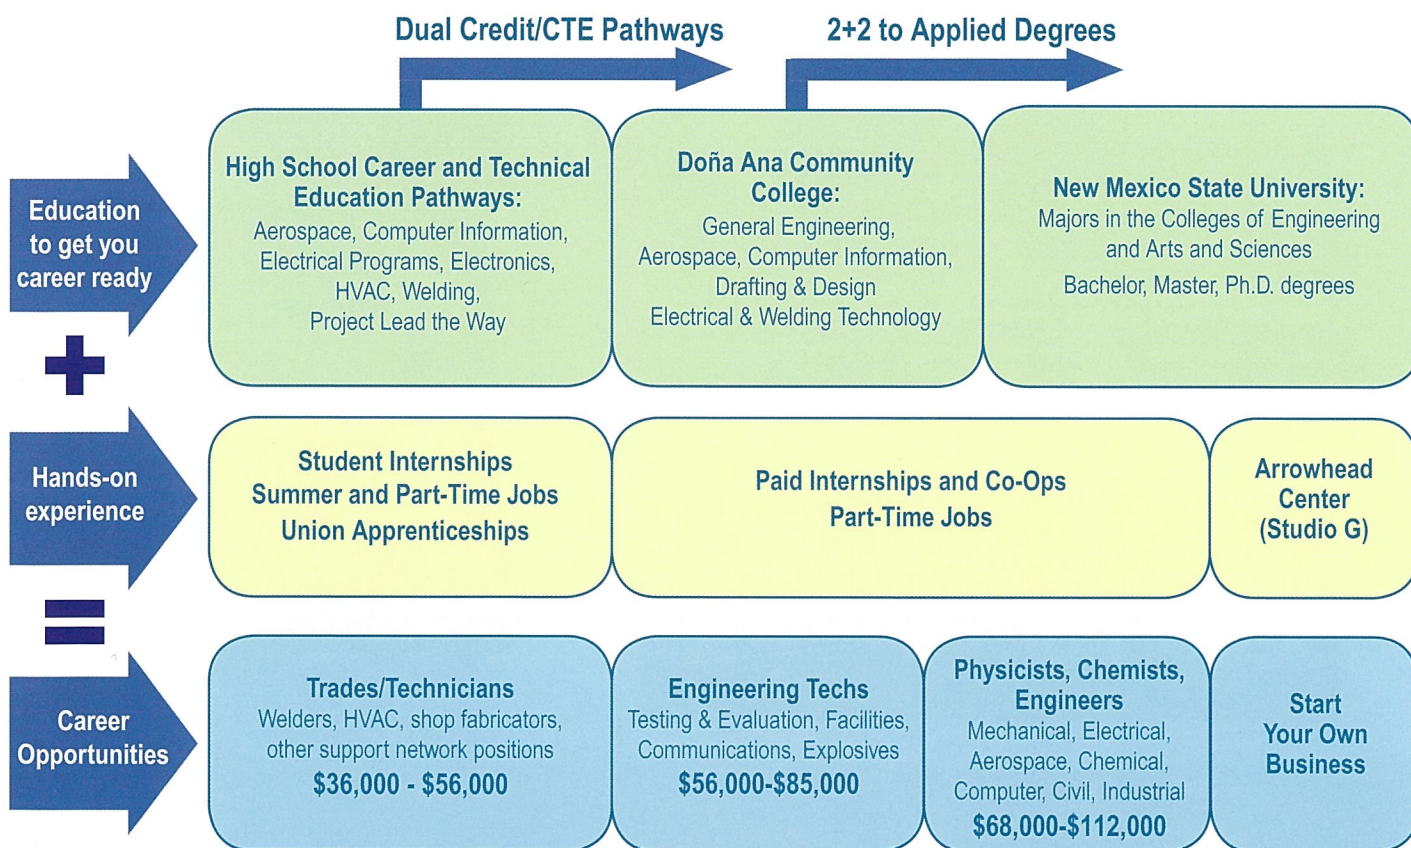 Dual Credit/CTE Pathways
2+2 to Applied Degrees
Education
to get you
career ready
High School Career and Technical
Education Pathways:
Aerospace, Computer Information,
Electrical Programs, Electronics,
HVAC, Welding,
Project Lead the Way
Doña Ana Community
College:
General Engineering,
Aerospace, Computer Information,
Drafting & Design
Electrical & Welding Technology
New Mexico State University:
Majors in the Colleges of Engineering
and Arts and Sciences
Bachelor, Master, Ph.D. degrees
+
Hands-on
experience
Student Internships
Summer and Part-Time Jobs
Union Apprenticeships
Paid Internships and Co-Ops
Part-Time Jobs
Arrowhead
Center
(Studio G)
=
Career
Opportunities
Trades/Technicians
Welders, HVAC, shop fabricators,
other support network positions
$36,000 - $56,000
Engineering Techs
Testing & Evaluation, Facilities,
Communications, Explosives
$56,000-$85,000
Physicists, Chemists,
Engineers
Mechanical, Electrical,
Aerospace, Chemical,
Computer, Civil, Industrial
$68,000-$112,000
Start
Your Own
Business